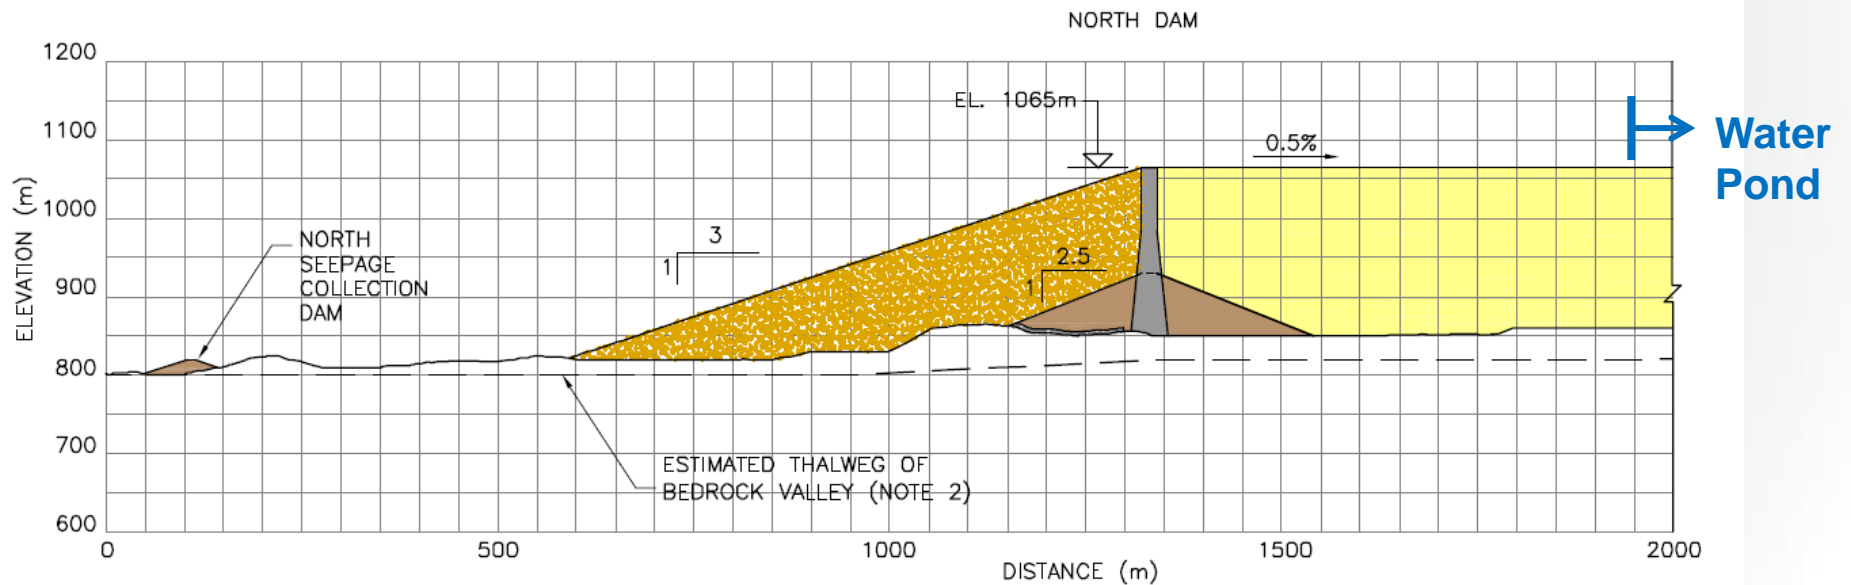 NORTH DAM
1200
1100
1000
900
800
700
600
ELEVATION (m)
EL. 1065m
0.5%
Water
Pond
NORTH
SEEPAGE
COLLECTION
DAM
3
1
2.5
1
ESTIMATED THALWEG OF
BEDROCK VALLEY (NOTE 2)
0
500
1000
1500
2000
DISTANCE (m)